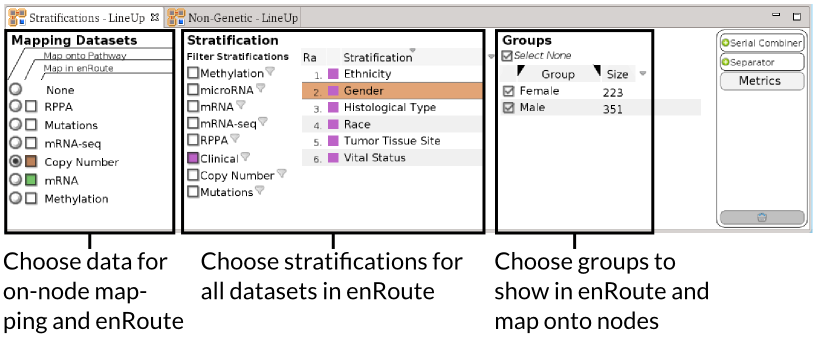 Stratifications - LineUp
Non-Genetic - LineUp
Mapping Datasets
Map onto Pathway
Map in enRoute
None
RPPA
Mutations
mRNA-seq
Copy Number
mRNA
Methylation
Stratification
Filter Stratifications
Methylation
microRNA
mRNA
mRNA-seq
RPPA
Clinical
Copy Number
Mutations
Ra Stratification
1. Ethnicity
2. Gender
3. Histological Type
4. Race
5. Tumor Tissue Site
6. Vital Status
Groups
Select None
Group Size
Female 223
Male 351
Serial Combiner
Separator
Metrics
Choose data for
on-node map-
ping and enRoute
Choose stratifications for
all datasets in enRoute
Choose groups to
show in enRoute and
map onto nodes